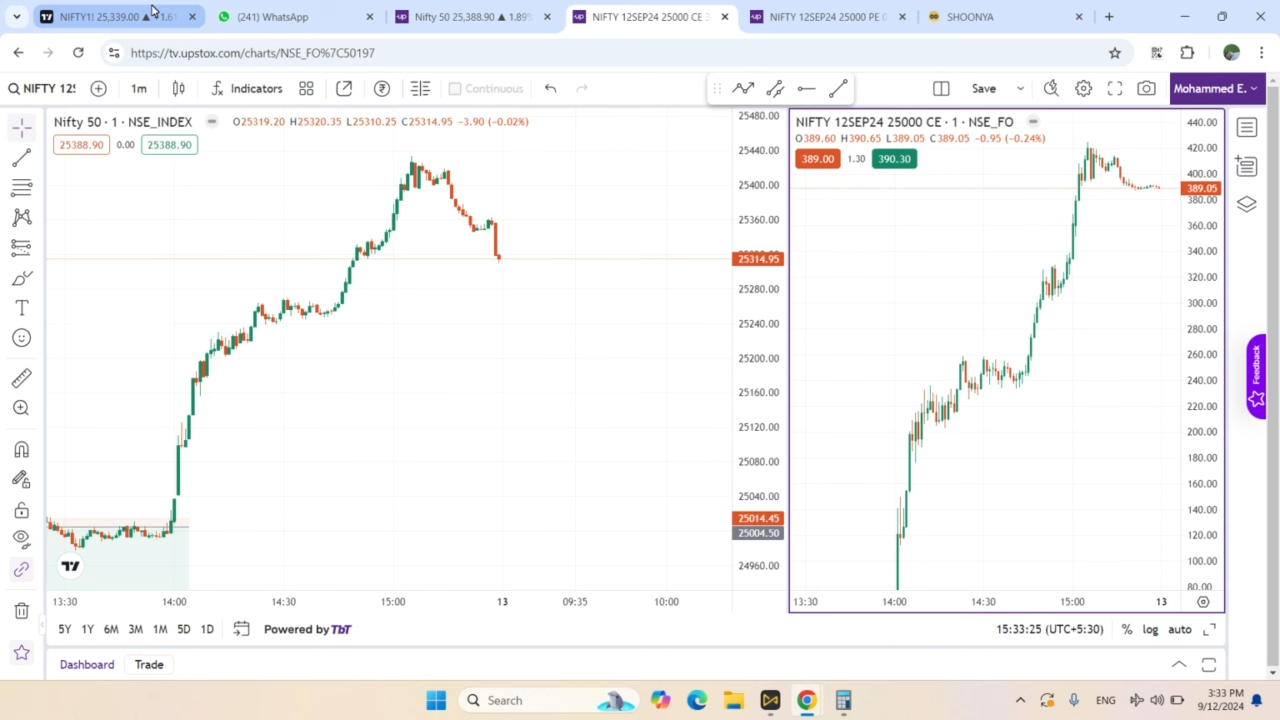 NIFTY1! 25,339.00 ▲ +1.61
(241) WhatsApp
Nifty 50 25,388.90 ▲ 1.89%
NIFTY 12SEP24 25000 CE 3
NIFTY 12SEP24 25000 PE 0
SHOONYA
https://tv.upstox.com/charts/NSE_FO%7C50197
NIFTY 12S
1m
Indicators
Continuous
Save
Mohammed E.
Nifty 50 · 1 · NSE_INDEX
O25319.20 H25320.35 L25310.25 C25314.95 -3.90 (-0.02%)
25388.90 0.00 25388.90
NIFTY 12SEP24 25000 CE · 1 · NSE_FO
O389.60 H390.65 L389.05 C389.05 -0.95 (-0.24%)
389.00 1.30 390.30
25480.00
25440.00
25400.00
25360.00
25314.95
25280.00
25240.00
25200.00
25160.00
25120.00
25080.00
25040.00
25014.45
25004.50
24960.00
440.00
420.00
400.00
389.05
380.00
360.00
340.00
320.00
300.00
280.00
260.00
240.00
220.00
200.00
180.00
160.00
140.00
120.00
100.00
80.00
Feedback
13:30 14:00 14:30 15:00 13 09:35 10:00
13:30 14:00 14:30 15:00 13
5Y 1Y 6M 3M 1M 5D 1D
Powered by TbT
15:33:25 (UTC+5:30)
% log auto
Dashboard
Trade
Search
ENG
3:33 PM
9/12/2024